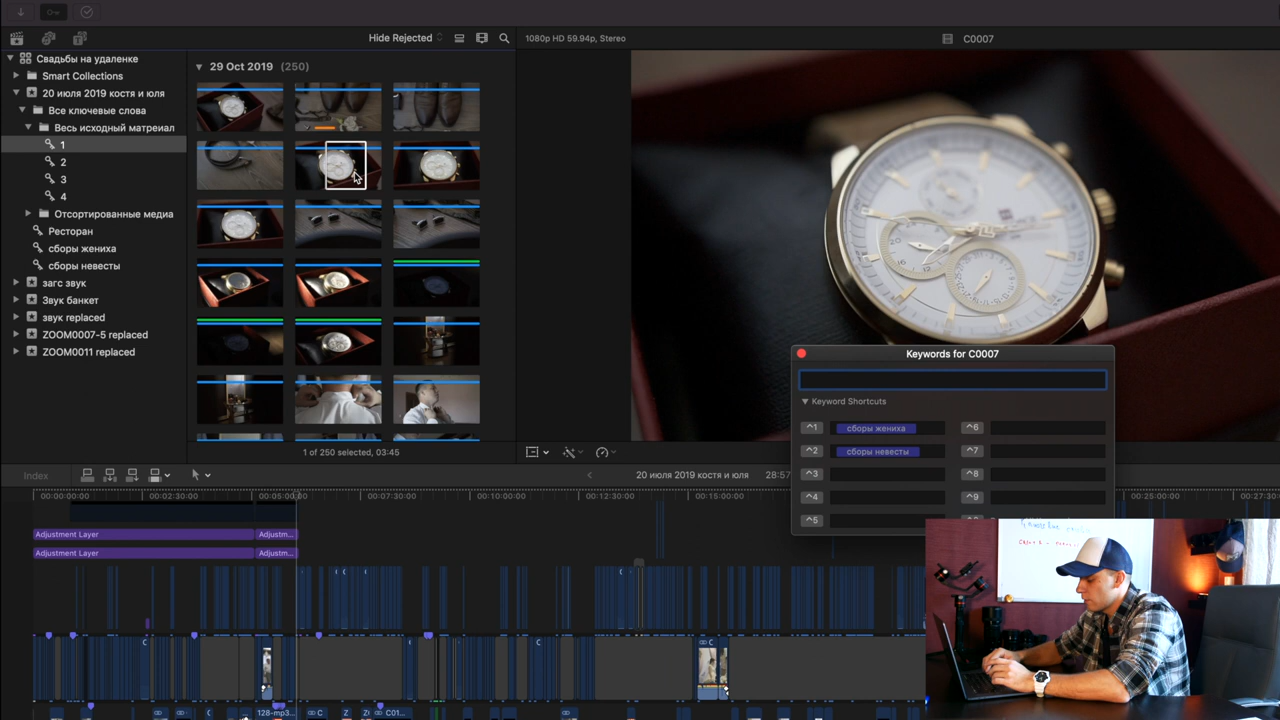 Hide Rejected
1080p HD 59.94p, Stereo
C0007
Свадьбы на удаленке
Smart Collections
20 июля 2019 костя и юля
Все ключевые слова
Весь исходный матреиал
1
2
3
4
Отсортированные медиа
Ресторан
сборы жениха
сборы невесты
загс звук
Звук банкет
звук replaced
ZOOM0007-5 replaced
ZOOM0011 replaced
29 Oct 2019 (250)
1 of 250 selected, 03:45
Keywords for C0007
Keyword Shortcuts
^1 сборы жениха ^6
^2 сборы невесты ^7
^3 ^8
^4 ^9
^5
Index
20 июля 2019 костя и юля 28:57
00:00:00:00 00:02:30:00 00:05:00:00 00:07:30:00 00:10:00:00 00:12:30:00 00:15:00:00 00:25:00:00 00:27:30:
Adjustment Layer Adjustm...
Adjustment Layer Adjustm...
128-mp3...
C
Z
Z
C01...